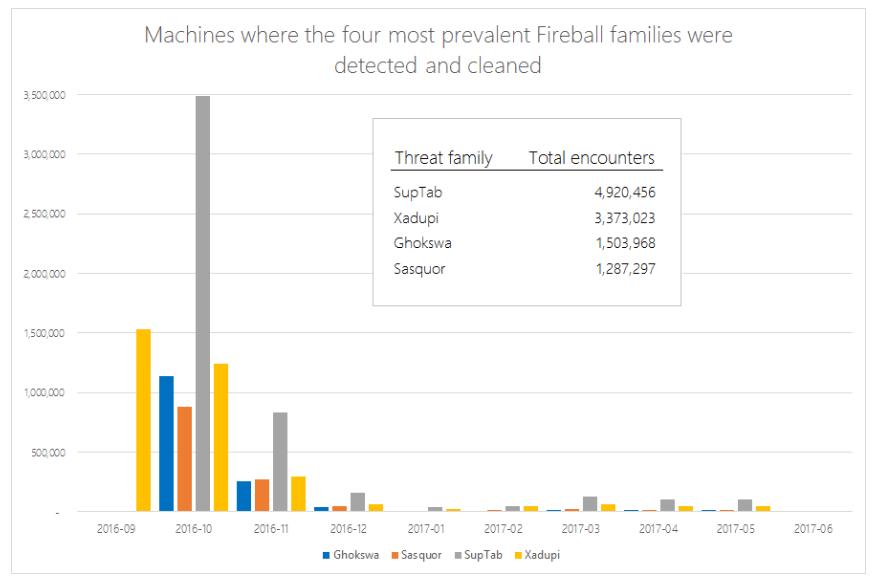 Machines where the four most prevalent Fireball families were
detected and cleaned
3,500,000
3,000,000
2,500,000
2,000,000
1,500,000
1,000,000
500,000
-
Threat family Total encounters
SupTab 4,920,456
Xadupi 3,373,023
Ghokswa 1,503,968
Sasquor 1,287,297
2016-09 2016-10 2016-11 2016-12 2017-01 2017-02 2017-03 2017-04 2017-05 2017-06
Ghokswa Sasquor SupTab Xadupi